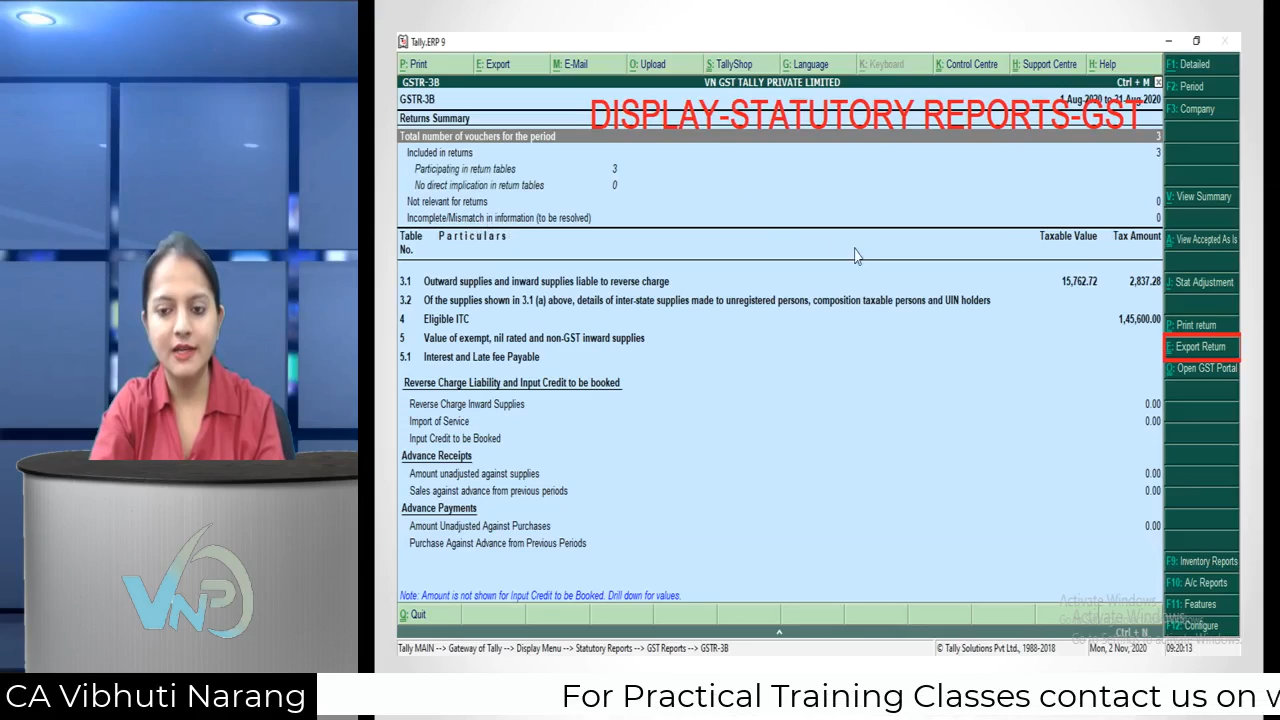 Tally.ERP 9
P: Print E: Export M: E-Mail O: Upload S: TallyShop G: Language K: Keyboard K: Control Centre H: Support Centre H: Help
F1: Detailed
GSTR-3B VN GST TALLY PRIVATE LIMITED Ctrl + M
F2: Period
GSTR-3B 1 Aug-2020 to 31 Aug-2020
F3: Company
DISPLAY-STATUTORY REPORTS-GST
Returns Summary
Total number of vouchers for the period 3
Included in returns 3
Participating in return tables 3
No direct implication in return tables 0
Not relevant for returns 0
V: View Summary
Incomplete/Mismatch in information (to be resolved) 0
Table Particulars Taxable Value Tax Amount
No.
A: View Accepted As Is
3.1 Outward supplies and inward supplies liable to reverse charge 15,762.72 2,837.28
J: Stat Adjustment
3.2 Of the supplies shown in 3.1 (a) above, details of inter-state supplies made to unregistered persons, composition taxable persons and UIN holders
4 Eligible ITC 1,45,600.00
P: Print return
5 Value of exempt, nil rated and non-GST inward supplies
E: Export Return
5.1 Interest and Late fee Payable
O: Open GST Portal
Reverse Charge Liability and Input Credit to be booked
Reverse Charge Inward Supplies 0.00
Import of Service 0.00
Input Credit to be Booked
Advance Receipts
Amount unadjusted against supplies 0.00
Sales against advance from previous periods 0.00
Advance Payments
Amount Unadjusted Against Purchases 0.00
Purchase Against Advance from Previous Periods
F9: Inventory Reports
F10: A/c Reports
Note: Amount is not shown for Input Credit to be Booked. Drill down for values.
F11: Features
Q: Quit
Activate Windows
Activate Windows
F12: Configure
Ctrl + N
Tally MAIN --> Gateway of Tally --> Display Menu --> Statutory Reports --> GST Reports --> GSTR-3B © Tally Solutions Pvt Ltd., 1988-2018 Mon, 2 Nov, 2020 09:20:13
VNP
CA Vibhuti Narang For Practical Training Classes contact us on